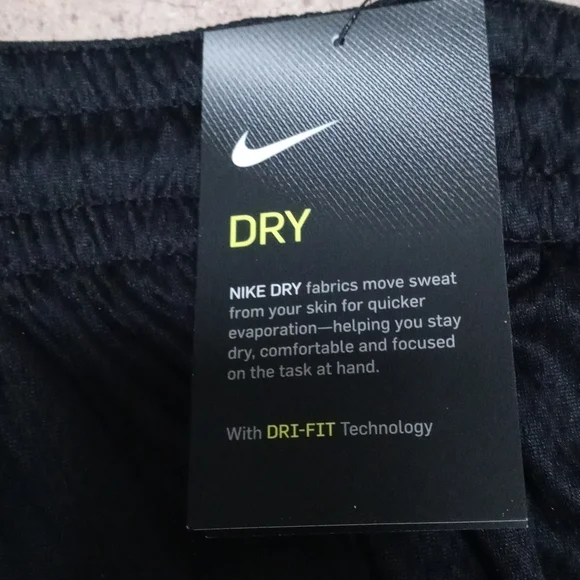 DRY
NIKE DRY fabrics move sweat
from your skin for quicker
evaporation—helping you stay
dry, comfortable and focused
on the task at hand.
With DRI-FIT Technology